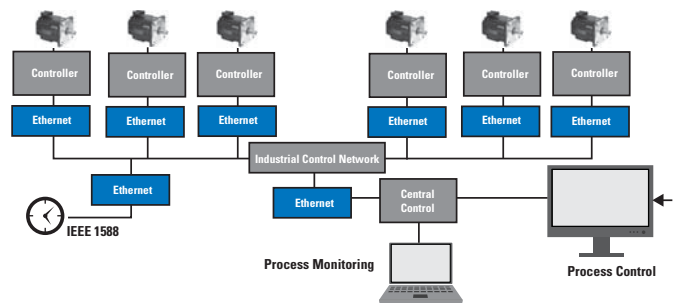 Controller
Controller
Controller
Controller
Controller
Controller
Ethernet
Ethernet
Ethernet
Ethernet
Ethernet
Ethernet
Industrial Control Network
Ethernet
Ethernet
Central
Control
IEEE 1588
Process Monitoring
Process Control